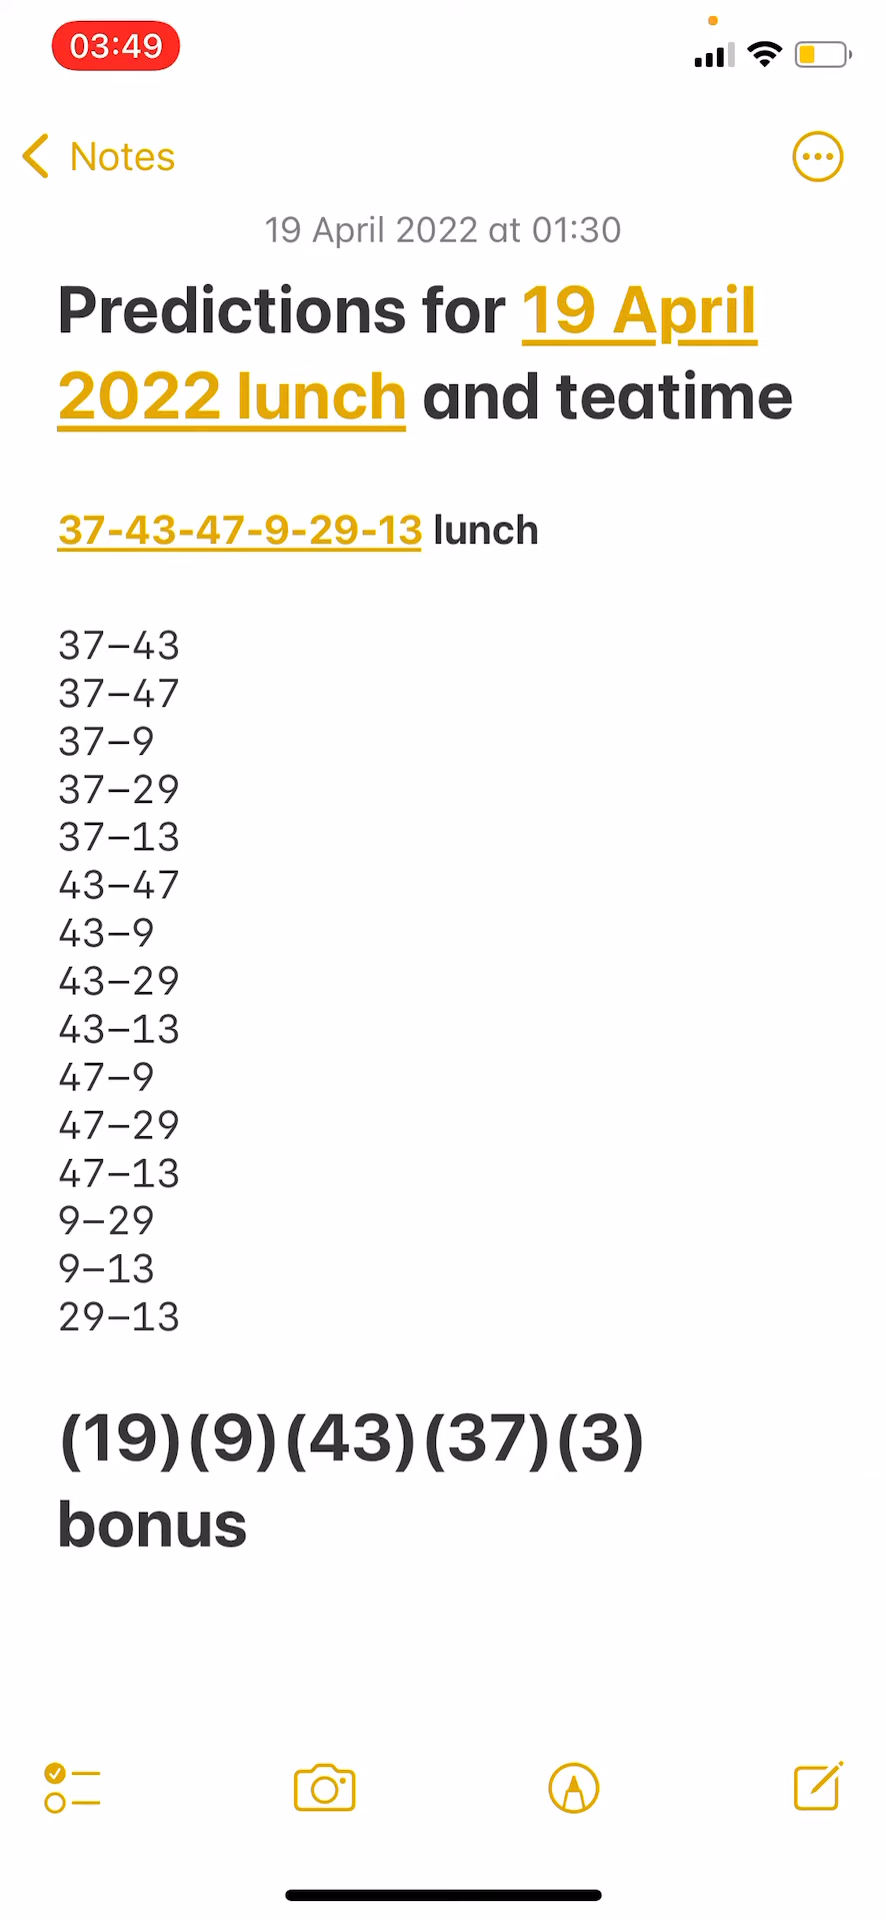 03:49
Notes
19 April 2022 at 01:30
Predictions for 19 April
2022 lunch and teatime
37-43-47-9-29-13 lunch
37–43
37–47
37–9
37–29
37–13
43–47
43–9
43–29
43–13
47–9
47–29
47–13
9–29
9–13
29–13
(19)(9)(43)(37)(3)
bonus